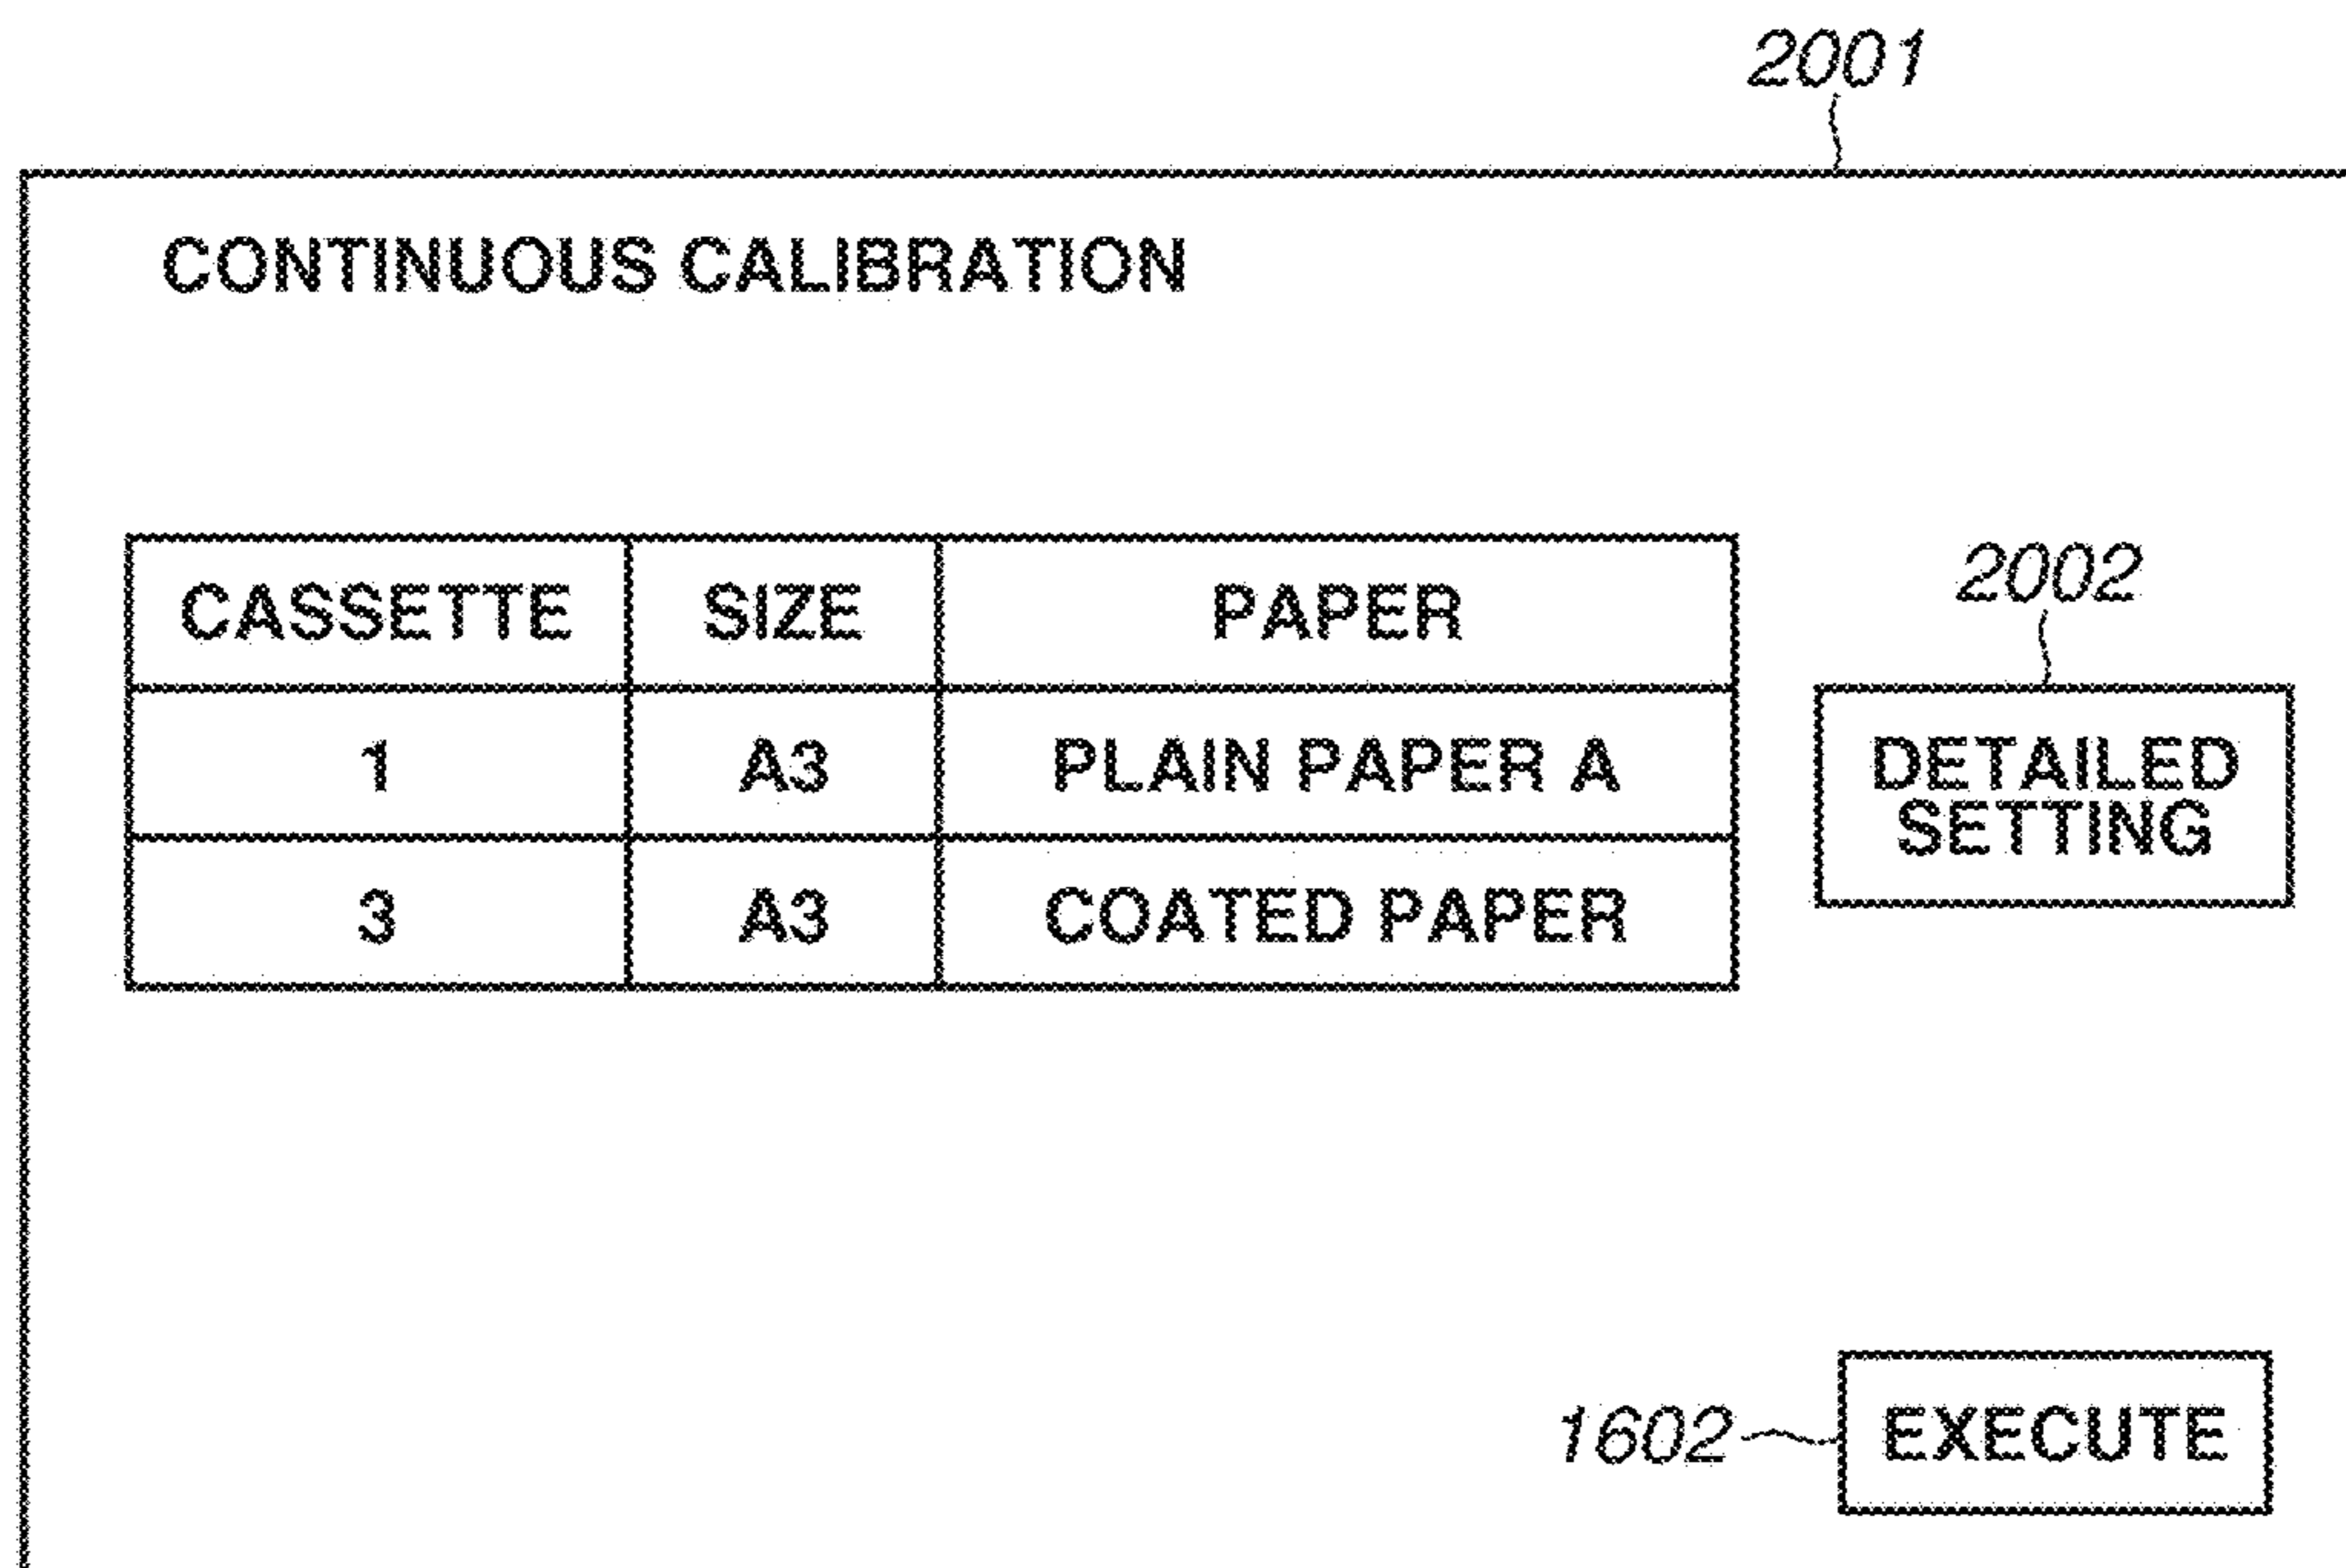 2001
CONTINUOUS CALIBRATION
CASSETTE SIZE PAPER
2002
1 A3 PLAIN PAPER A
DETAILED
SETTING
3 A3 COATED PAPER
1602 EXECUTE